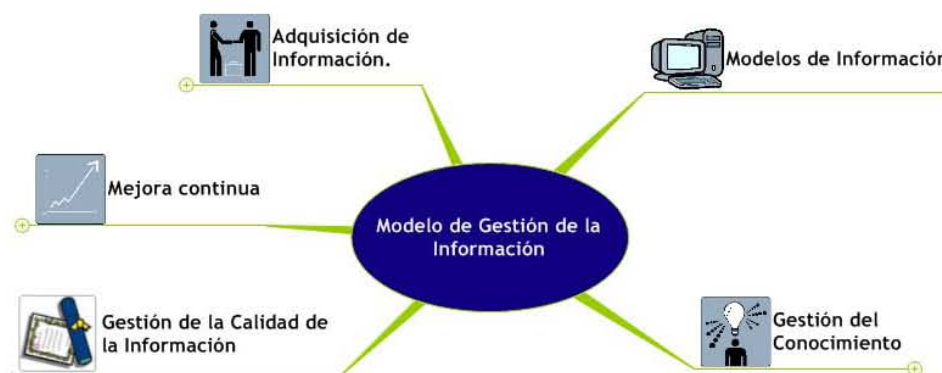 Adquisición de
Información.
Modelos de Información
Mejora continua
Modelo de Gestión de la
Información
Gestión de la Calidad de
la Información
Gestión del
Conocimiento